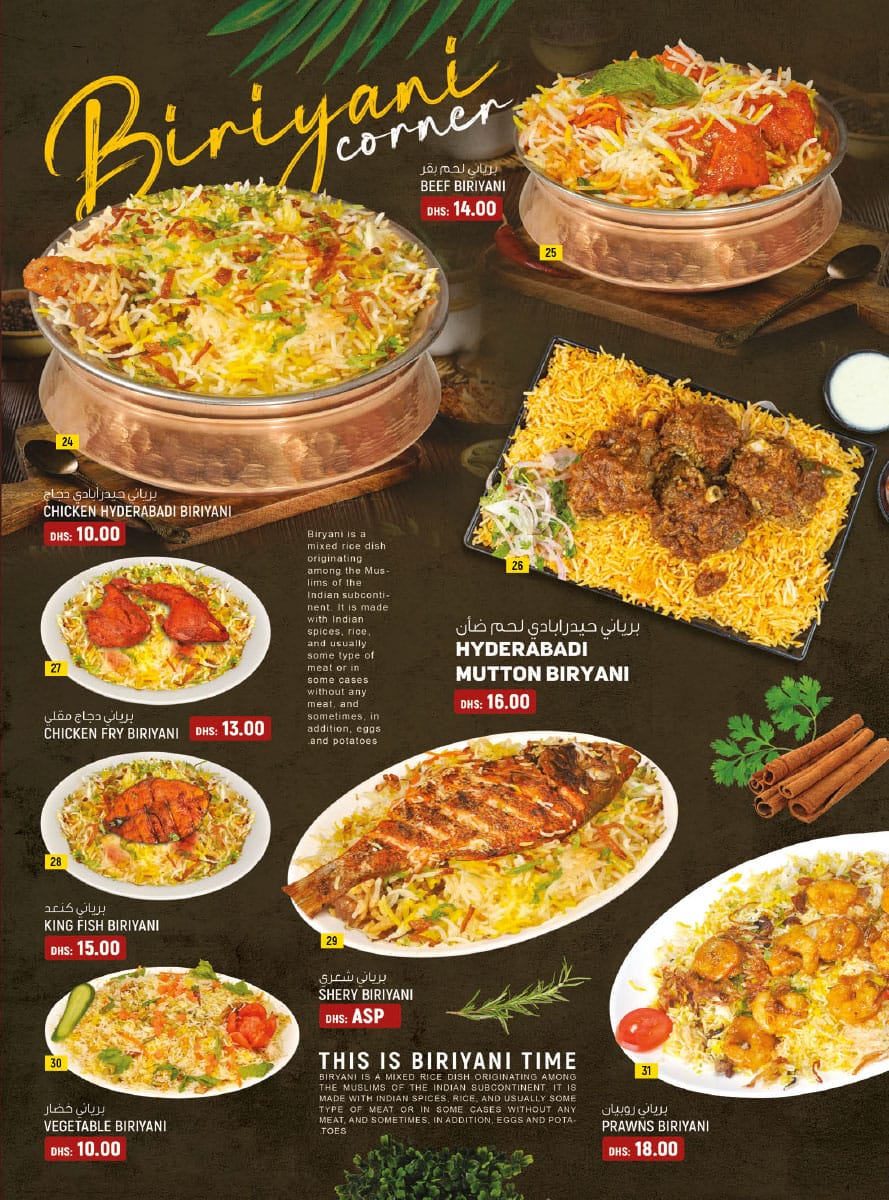 Biriyani
corner
برياني لحم بقر
BEEF BIRIYANI
DHS: 14.00
25
24
برياني حيدرابادي دجاج
CHICKEN HYDERABADI BIRIYANI
DHS: 10.00
26
برياني حيدرابادي لحم ضأن
HYDERABADI
MUTTON BIRYANI
DHS: 16.00
Biryani is a
mixed rice dish
originating
among the Mus-
lims of the
Indian subconti-
nent. It is made
with Indian
spices, rice,
and usually
some type of
meat or in
some cases
without any
meat, and
sometimes, in
addition, eggs
.and potatoes
27
برياني دجاج مقلي
CHICKEN FRY BIRIYANI
DHS: 13.00
28
برياني كنعد
KING FISH BIRIYANI
DHS: 15.00
29
برياني شعري
SHERY BIRIYANI
DHS: ASP
30
برياني خضار
VEGETABLE BIRIYANI
DHS: 10.00
THIS IS BIRIYANI TIME
BIRYANI IS A MIXED RICE DISH ORIGINATING AMONG
THE MUSLIMS OF THE INDIAN SUBCONTINENT. IT IS
MADE WITH INDIAN SPICES, RICE, AND USUALLY SOME
TYPE OF MEAT OR IN SOME CASES WITHOUT ANY
MEAT, AND SOMETIMES, IN ADDITION, EGGS AND POTA-
.TOES
31
برياني روبيان
PRAWNS BIRIYANI
DHS: 18.00